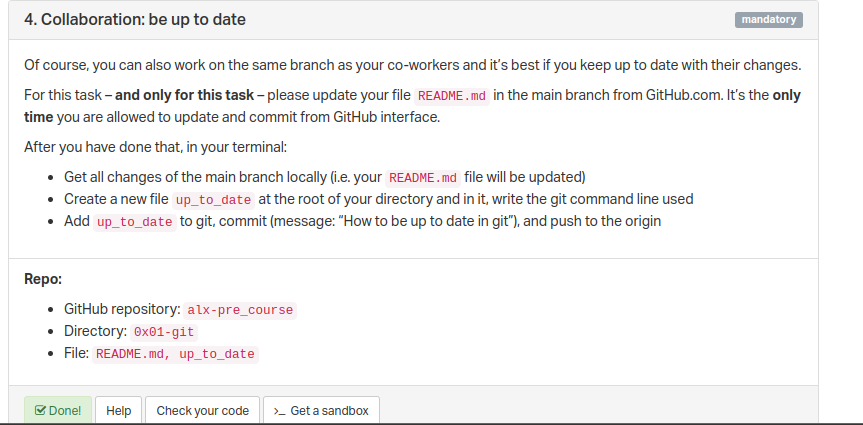 4. Collaboration: be up to date
mandatory
Of course, you can also work on the same branch as your co-workers and it’s best if you keep up to date with their changes.
For this task – and only for this task – please update your file README.md in the main branch from GitHub.com. It’s the only
time you are allowed to update and commit from GitHub interface.
After you have done that, in your terminal:
• Get all changes of the main branch locally (i.e. your README.md file will be updated)
• Create a new file up_to_date at the root of your directory and in it, write the git command line used
• Add up_to_date to git, commit (message: “How to be up to date in git”), and push to the origin
Repo:
• GitHub repository: alx-pre_course
• Directory: 0x01-git
• File: README.md, up_to_date
Done! Help Check your code >_ Get a sandbox